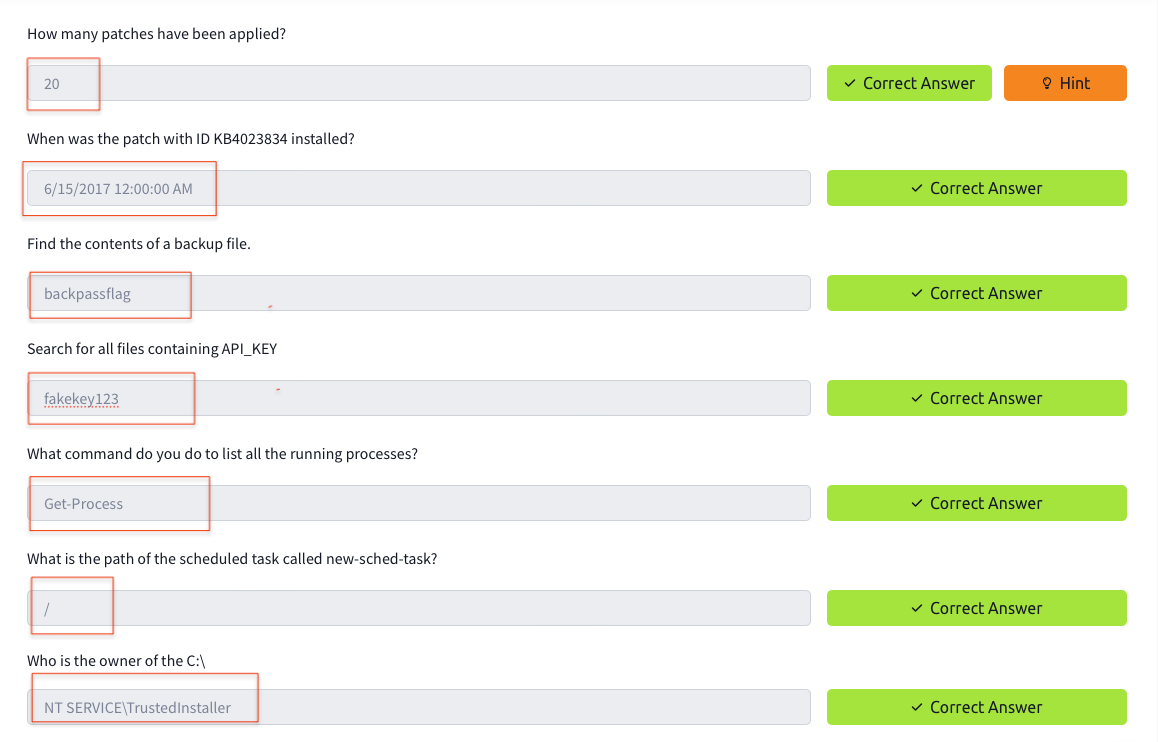 How many patches have been applied?
20
Correct Answer
Hint
When was the patch with ID KB4023834 installed?
6/15/2017 12:00:00 AM
Correct Answer
Find the contents of a backup file.
backpassflag
Correct Answer
Search for all files containing API_KEY
fakekey123
Correct Answer
What command do you do to list all the running processes?
Get-Process
Correct Answer
What is the path of the scheduled task called new-sched-task?
/
Correct Answer
Who is the owner of the C:\
NT SERVICE\TrustedInstaller
Correct Answer